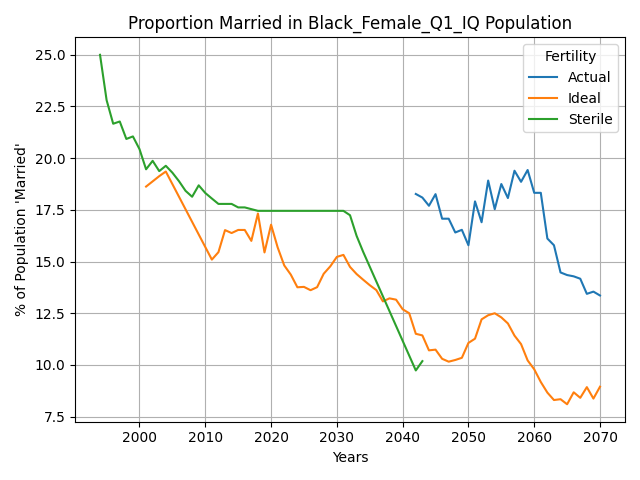 Proportion Married in Black_Female_Q1_IQ Population
% of Population 'Married'
25.0
22.5
20.0
17.5
15.0
12.5
10.0
7.5
Fertility
Actual
Ideal
Sterile
2000 2010 2020 2030 2040 2050 2060 2070
Years